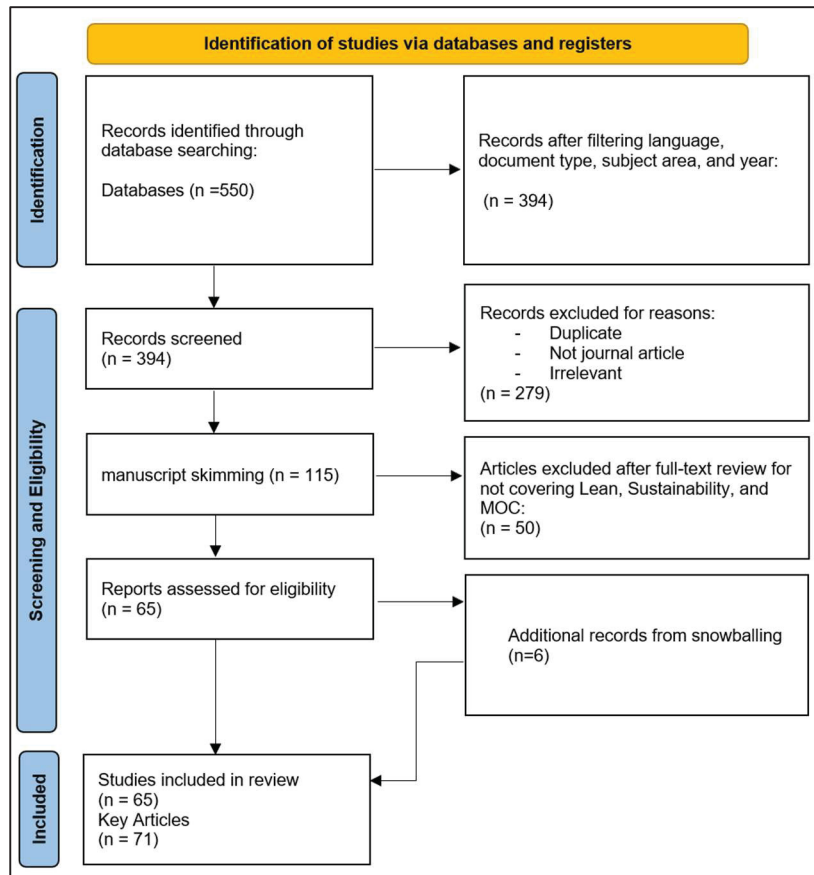 Identification of studies via databases and registers
Identification
Records identified through
database searching:
Databases (n =550)
Records after filtering language,
document type, subject area, and year:
(n = 394)
Screening and Eligibility
Records screened
(n = 394)
Records excluded for reasons:
- Duplicate
- Not journal article
- Irrelevant
(n = 279)
manuscript skimming (n = 115)
Articles excluded after full-text review for
not covering Lean, Sustainability, and
MOC:
(n = 50)
Reports assessed for eligibility
(n = 65)
Additional records from snowballing
(n=6)
Included
Studies included in review
(n = 65)
Key Articles
(n = 71)